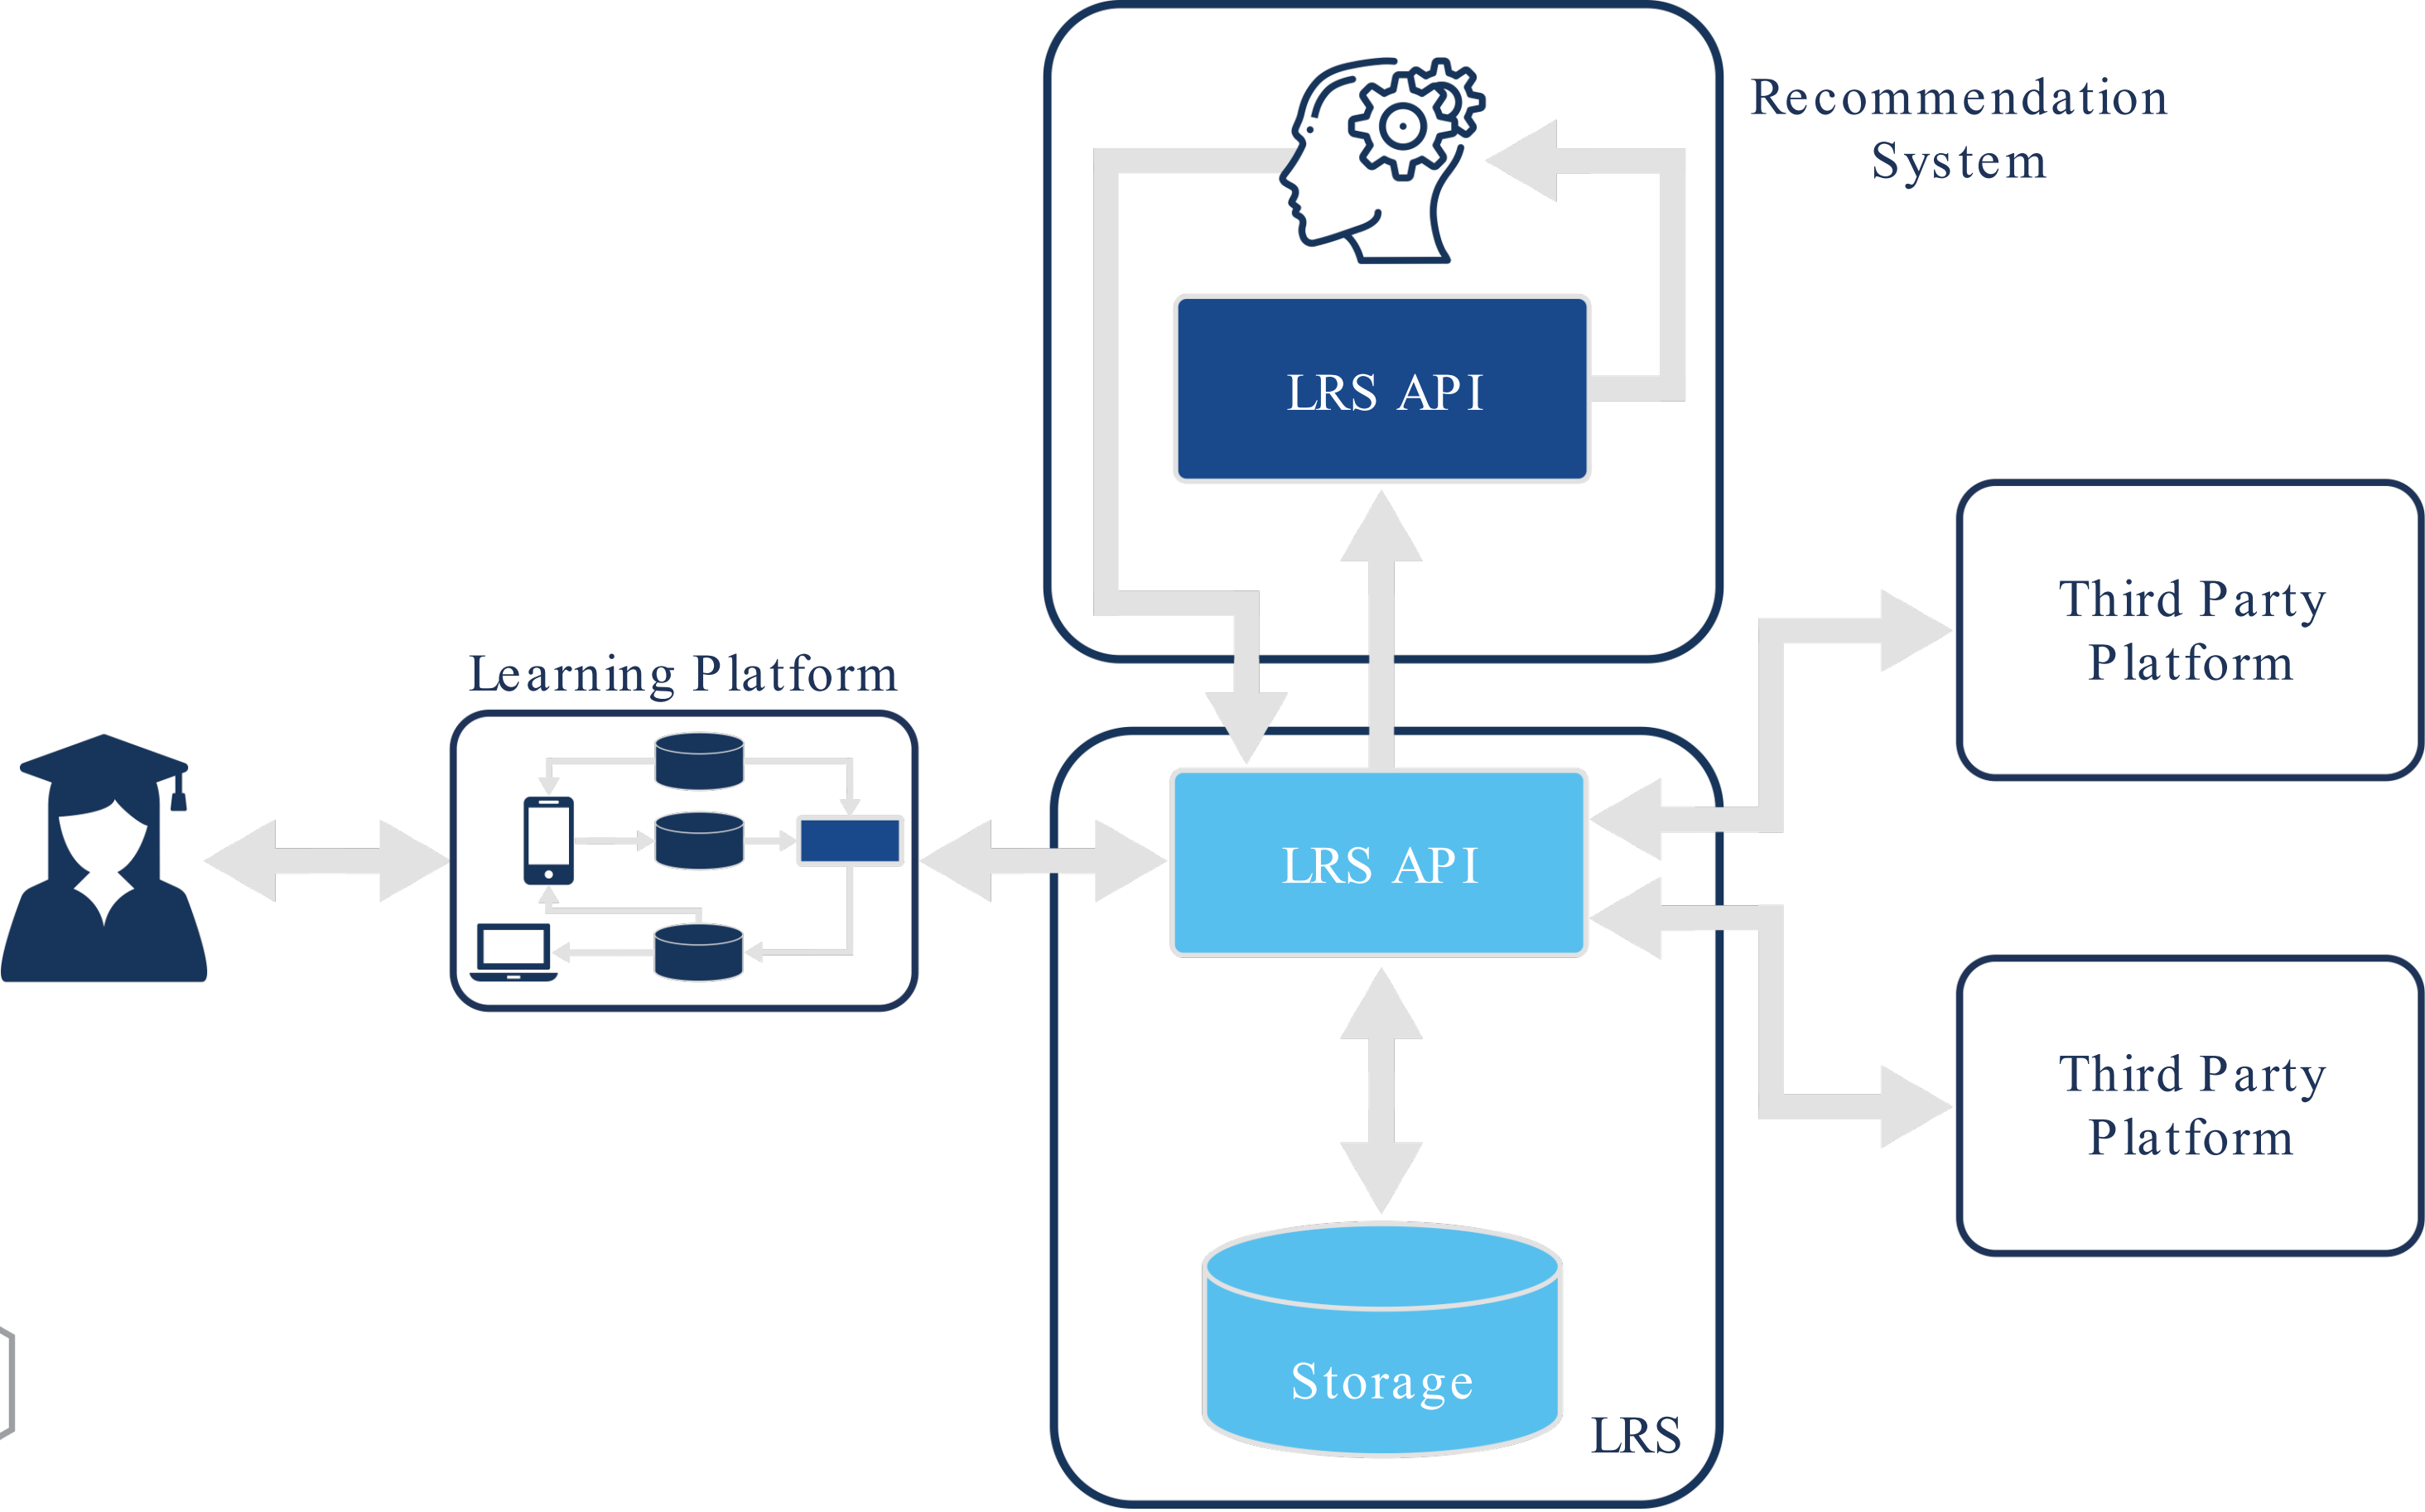 Recommendation
System
LRS API
Third Party
Platform
Learning Platform
LRS API
Third Party
Platform
Storage
LRS